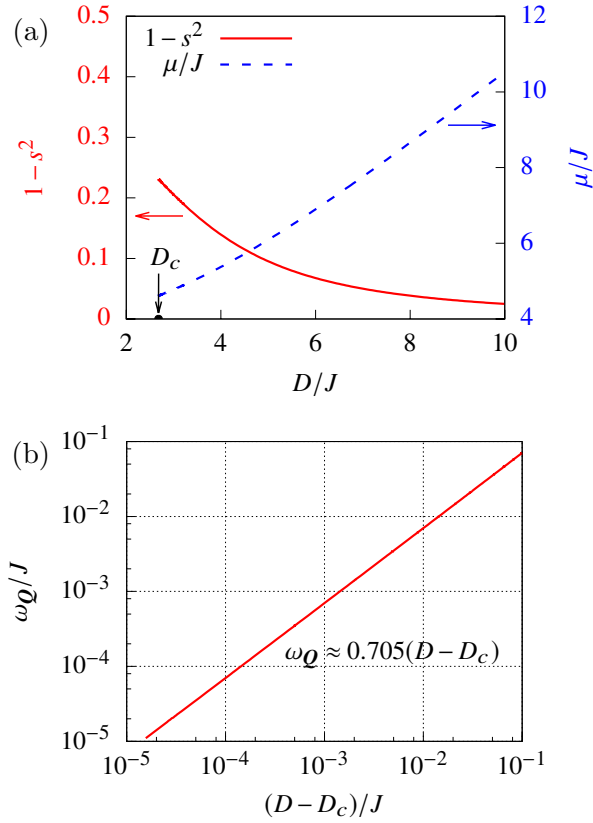 (a)
1 − s²
μ/J
0.5
0.4
0.3
0.2
0.1
0
1 − s²
12
10
8
6
4
μ/J
D_c
2
4
6
8
10
D/J
(b)
10⁻¹
10⁻²
10⁻³
10⁻⁴
10⁻⁵
ω_Q/J
ω_Q ≈ 0.705(D − D_c)
10⁻⁵
10⁻⁴
10⁻³
10⁻²
10⁻¹
(D − D_c)/J